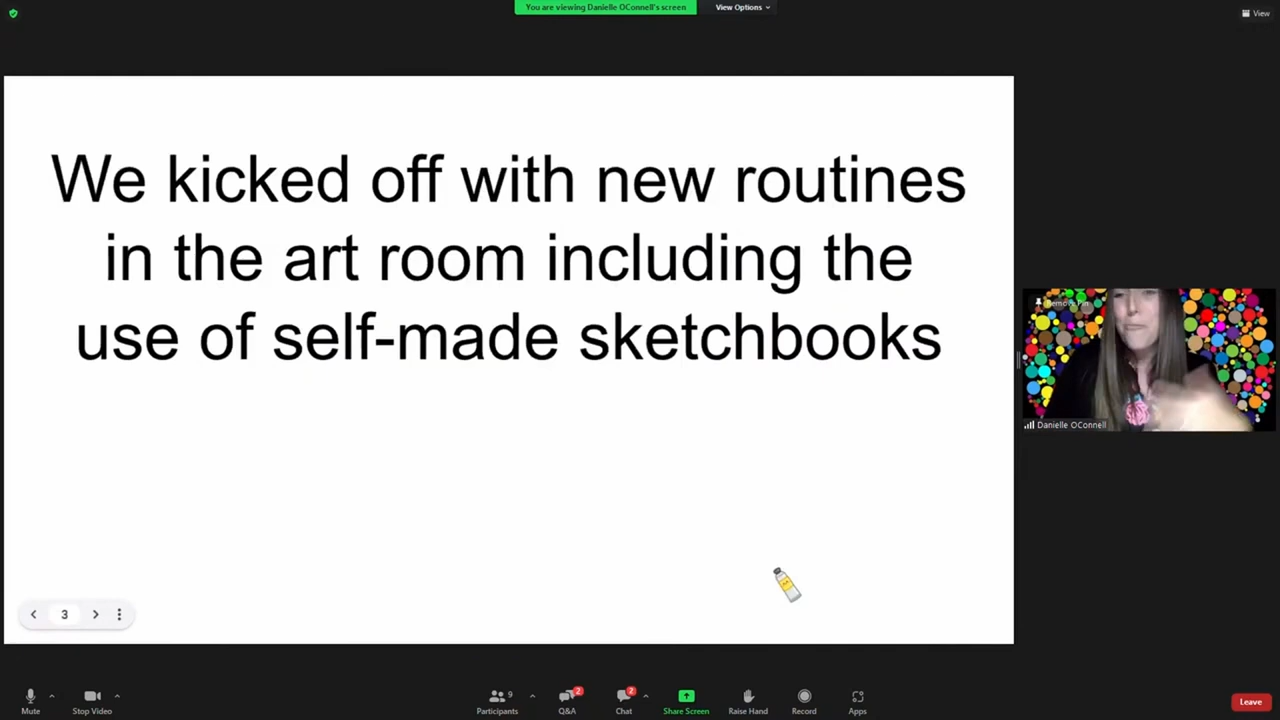 You are viewing Danielle OConnell's screen
View Options
View
We kicked off with new routines
in the art room including the
use of self-made sketchbooks
Remove Pin
Danielle OConnell
3
9
2
2
Mute
Stop Video
Participants
Q&A
Chat
Share Screen
Raise Hand
Record
Apps
Leave